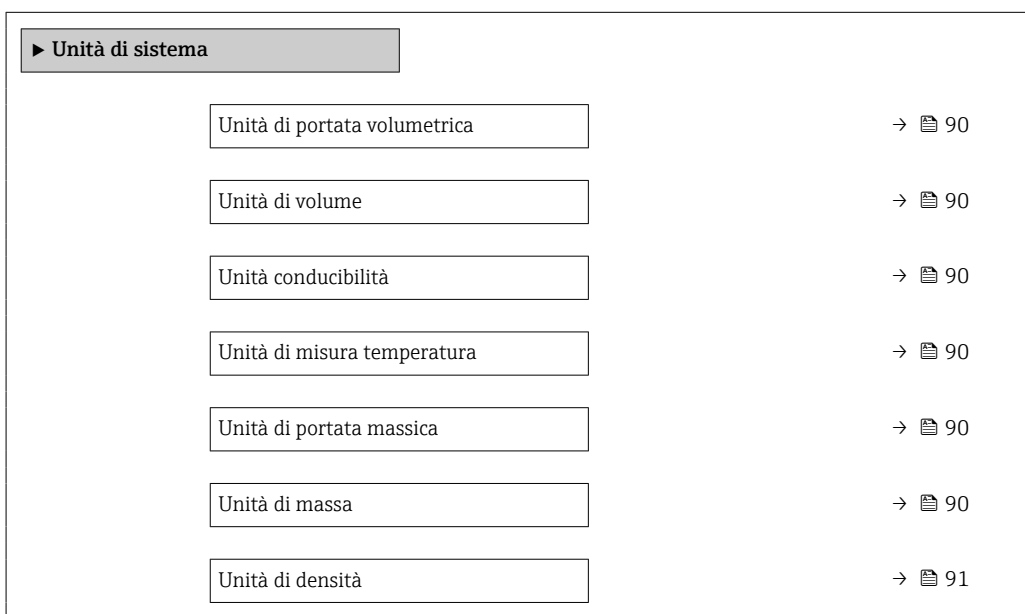 ▶ Unità di sistema
Unità di portata volumetrica → 90
Unità di volume → 90
Unità conducibilità → 90
Unità di misura temperatura → 90
Unità di portata massica → 90
Unità di massa → 90
Unità di densità → 91